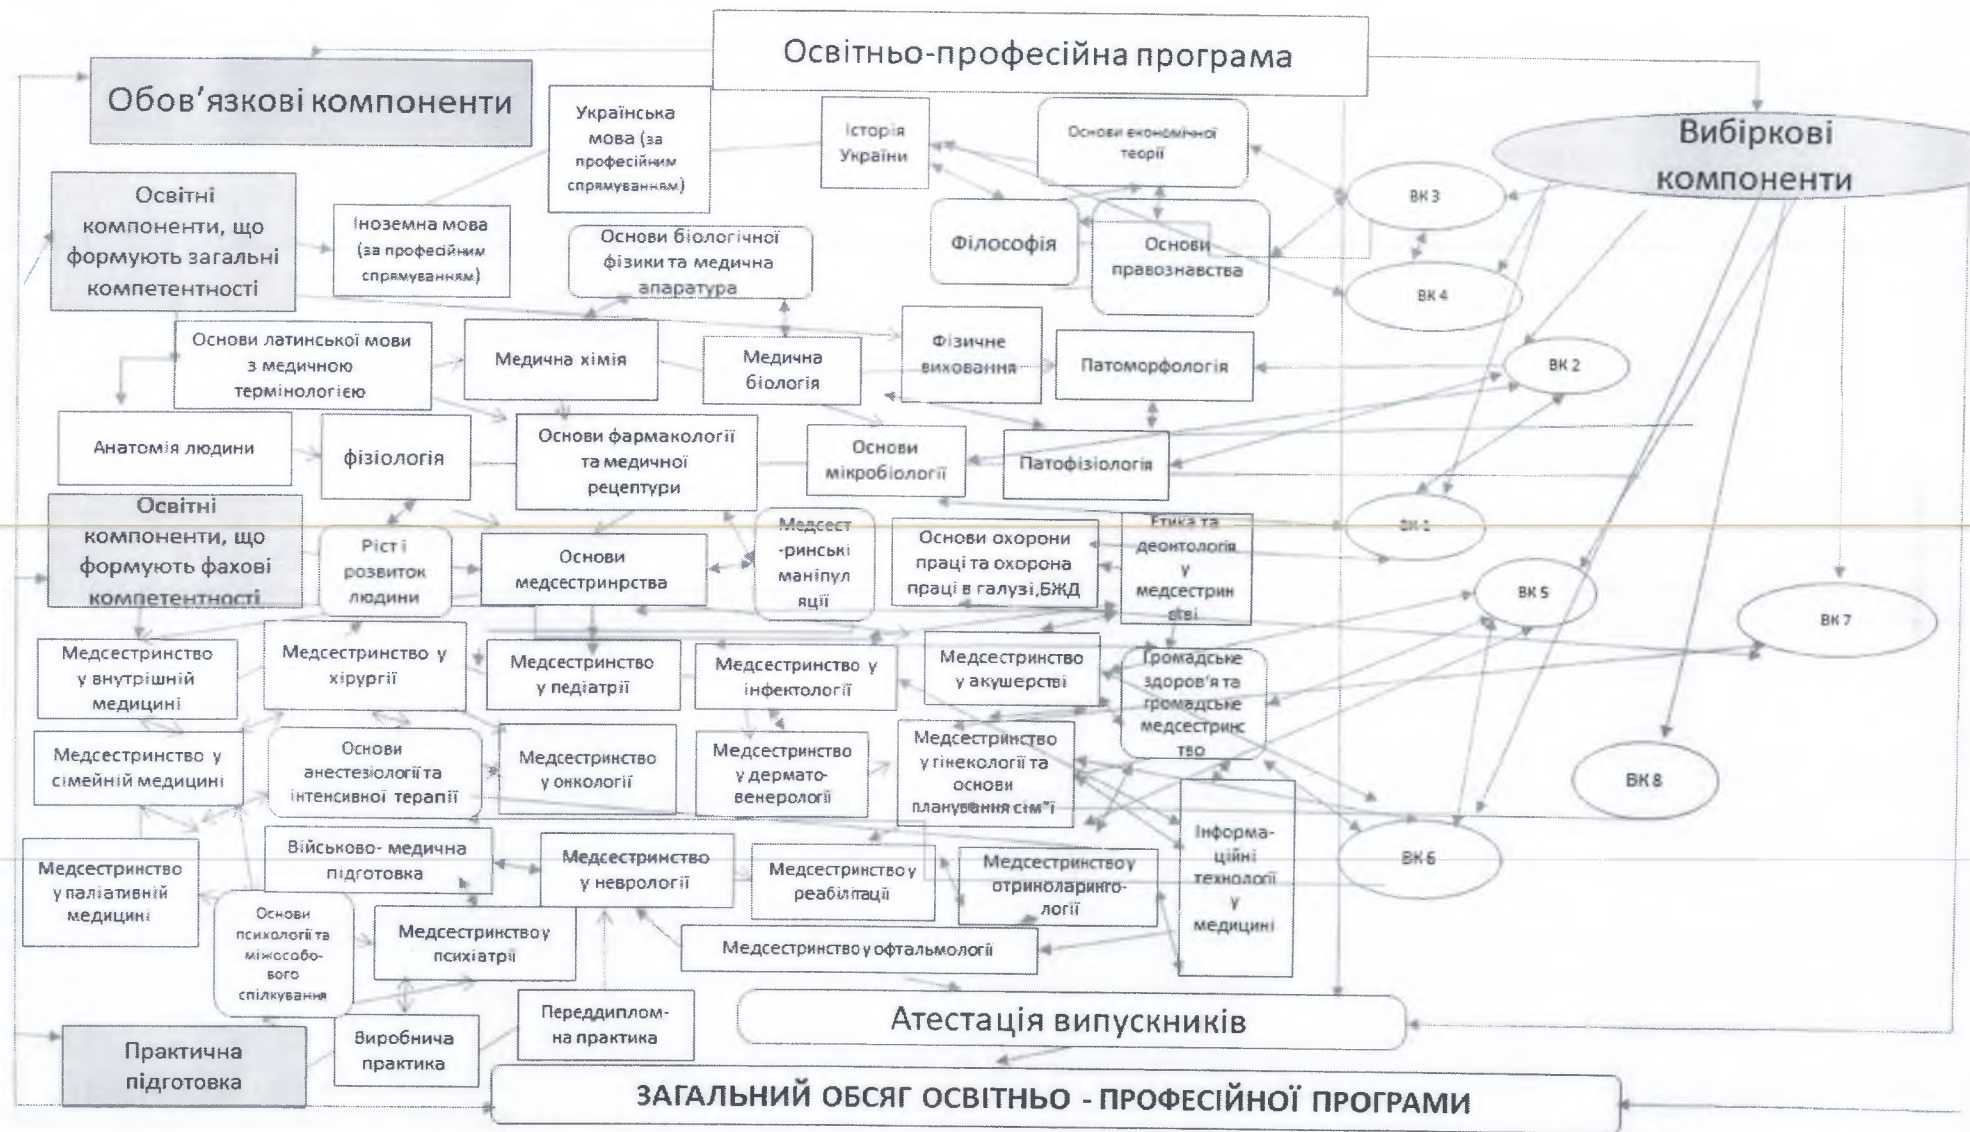 Освітньо-професійна програма
Обов'язкові компоненти
Вибіркові
компоненти
Українська
мова (за
професійним
спрямуванням)
Історія
України
Основи економічної
теорії
ВК 3
Освітні
компоненти, що
формують загальні
компетентності
Іноземна мова
(за професійним
спрямуванням)
Основи біологічної
фізики та медична
апаратура
Філософія
Основи
правознавства
ВК 4
Основи латинської мови
з медичною
термінологією
Медична хімія
Медична
біологія
Фізичне
виховання
Патоморфологія
ВК 2
Анатомія людини
фізіологія
Основи фармакології
та медичної
рецептури
Основи
мікробіології
Патофізіологія
Освітні
компоненти, що
формують фахові
компетентності
Ріст і
розвиток
людини
Основи
медсестринрства
Медсест
-ринські
маніпул
яції
Основи охорони
праці та охорона
праці в галузі,БЖД
Етика та
деонтологія
у
медсестрин
стві
ВК 1
ВК 5
ВК 7
Медсестринство
у внутрішній
медицині
Медсестринство у
хірургії
Медсестринство
у педіатрії
Медсестринство у
інфектології
Медсестринство
у акушерстві
Громадське
здоров'я та
громадське
медсестринс
тво
Медсестринство у
сімейній медицині
Основи
анестезіології та
інтенсивної терапії
Медсестринство
у онкології
Медсестринство
у дермато-
венерології
Медсестринство
у гінекології та
основи
планування сім"ї
ВК 8
Медсестринство
у паліативній
медицині
Військово- медична
підготовка
Медсестринство
у неврології
Медсестринство у
реабілітації
Медсестринство у
отриноларинго-
логії
Інформа-
ційні
технології
у
медицині
ВК 6
Основи
психології та
міжособо-
вого
спілкування
Медсестринство у
психіатрії
Медсестринство у офтальмології
Практична
підготовка
Виробнича
практика
Переддиплом-
на практика
Атестація випускників
ЗАГАЛЬНИЙ ОБСЯГ ОСВІТНЬО - ПРОФЕСІЙНОЇ ПРОГРАМИ